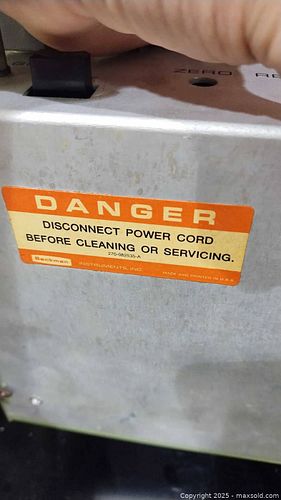 ZERO RE
DANGER
DISCONNECT POWER CORD
BEFORE CLEANING OR SERVICING.
270-082535-A
Beckman INSTRUMENTS, INC. MADE AND PRINTED IN U.S.A.
Copyright 2025 - maxsold.com